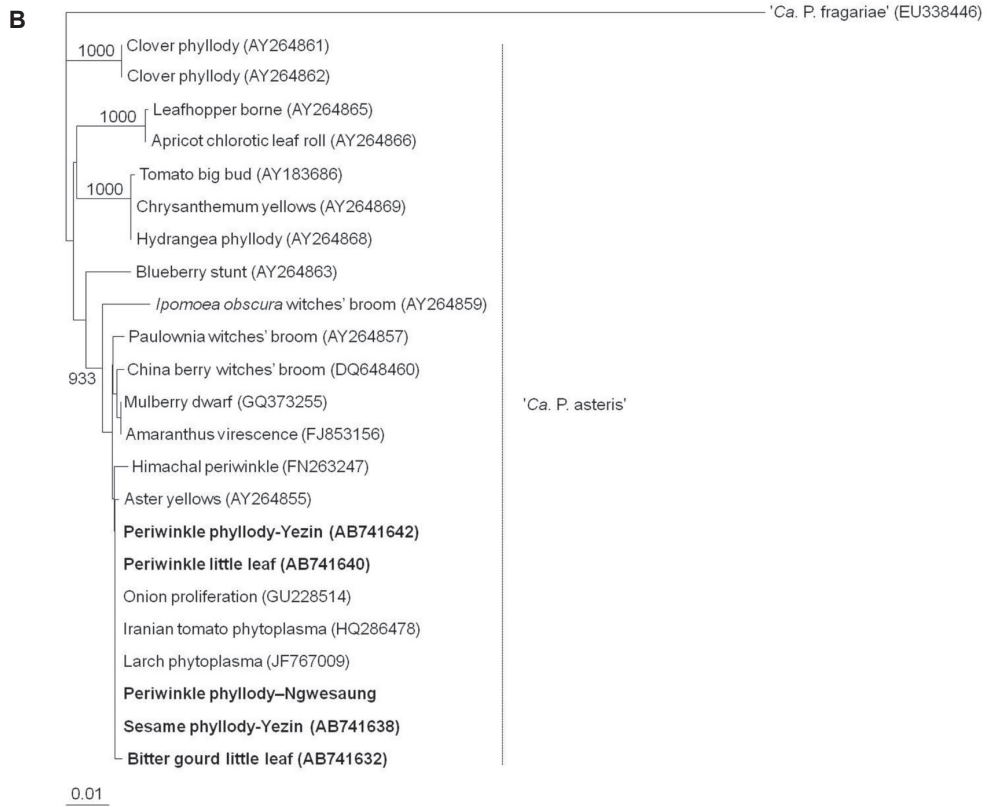 B
'Ca. P. fragariae' (EU338446)
1000
Clover phyllody (AY264861)
Clover phyllody (AY264862)
1000
Leafhopper borne (AY264865)
Apricot chlorotic leaf roll (AY264866)
1000
Tomato big bud (AY183686)
Chrysanthemum yellows (AY264869)
Hydrangea phyllody (AY264868)
Blueberry stunt (AY264863)
Ipomoea obscura witches' broom (AY264859)
Paulownia witches' broom (AY264857)
933
China berry witches' broom (DQ648460)
Mulberry dwarf (GQ373255)
'Ca. P. asteris'
Amaranthus virescence (FJ853156)
Himachal periwinkle (FN263247)
Aster yellows (AY264855)
Periwinkle phyllody-Yezin (AB741642)
Periwinkle little leaf (AB741640)
Onion proliferation (GU228514)
Iranian tomato phytoplasma (HQ286478)
Larch phytoplasma (JF767009)
Periwinkle phyllody–Ngwesaung
Sesame phyllody-Yezin (AB741638)
Bitter gourd little leaf (AB741632)
0.01